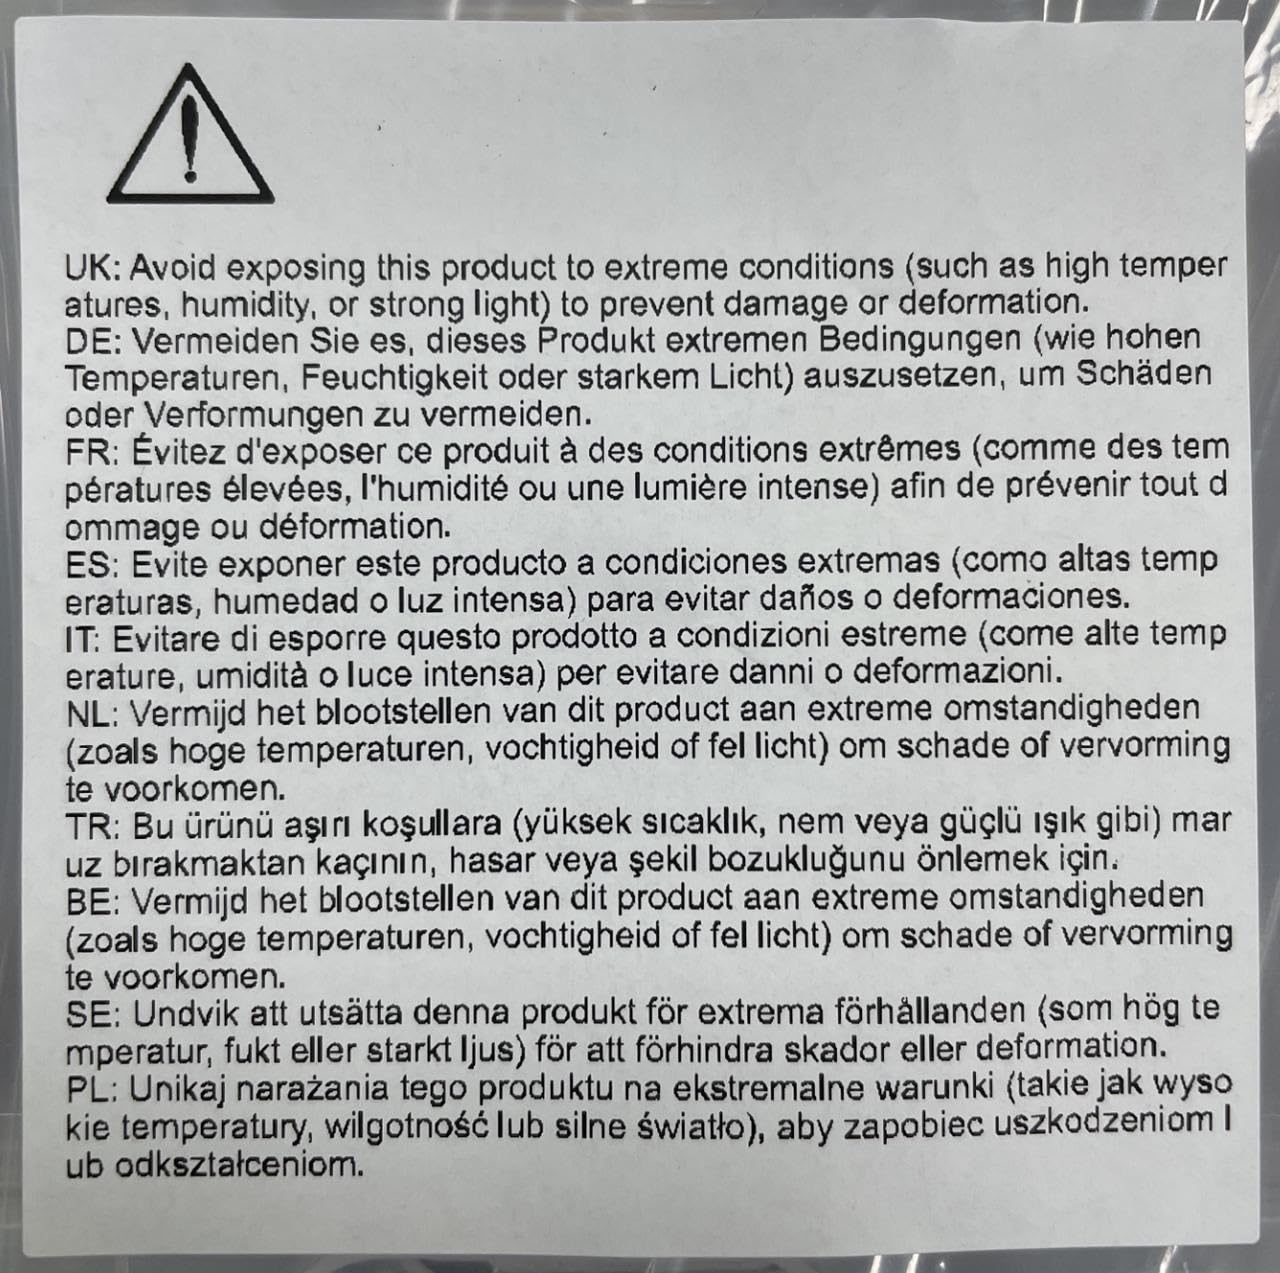 UK: Avoid exposing this product to extreme conditions (such as high temper
atures, humidity, or strong light) to prevent damage or deformation.
DE: Vermeiden Sie es, dieses Produkt extremen Bedingungen (wie hohen
Temperaturen, Feuchtigkeit oder starkem Licht) auszusetzen, um Schäden
oder Verformungen zu vermeiden.
FR: Évitez d'exposer ce produit à des conditions extrêmes (comme des tem
pératures élevées, l'humidité ou une lumière intense) afin de prévenir tout d
ommage ou déformation.
ES: Evite exponer este producto a condiciones extremas (como altas temp
eraturas, humedad o luz intensa) para evitar daños o deformaciones.
IT: Evitare di esporre questo prodotto a condizioni estreme (come alte temp
erature, umidità o luce intensa) per evitare danni o deformazioni.
NL: Vermijd het blootstellen van dit product aan extreme omstandigheden
(zoals hoge temperaturen, vochtigheid of fel licht) om schade of vervorming
te voorkomen.
TR: Bu ürünü aşırı koşullara (yüksek sıcaklık, nem veya güçlü ışık gibi) mar
uz bırakmaktan kaçının, hasar veya şekil bozukluğunu önlemek için.
BE: Vermijd het blootstellen van dit product aan extreme omstandigheden
(zoals hoge temperaturen, vochtigheid of fel licht) om schade of vervorming
te voorkomen.
SE: Undvik att utsätta denna produkt för extrema förhållanden (som hög te
mperatur, fukt eller starkt ljus) för att förhindra skador eller deformation.
PL: Unikaj narażania tego produktu na ekstremalne warunki (takie jak wyso
kie temperatury, wilgotność lub silne światło), aby zapobiec uszkodzeniom l
ub odkształceniom.